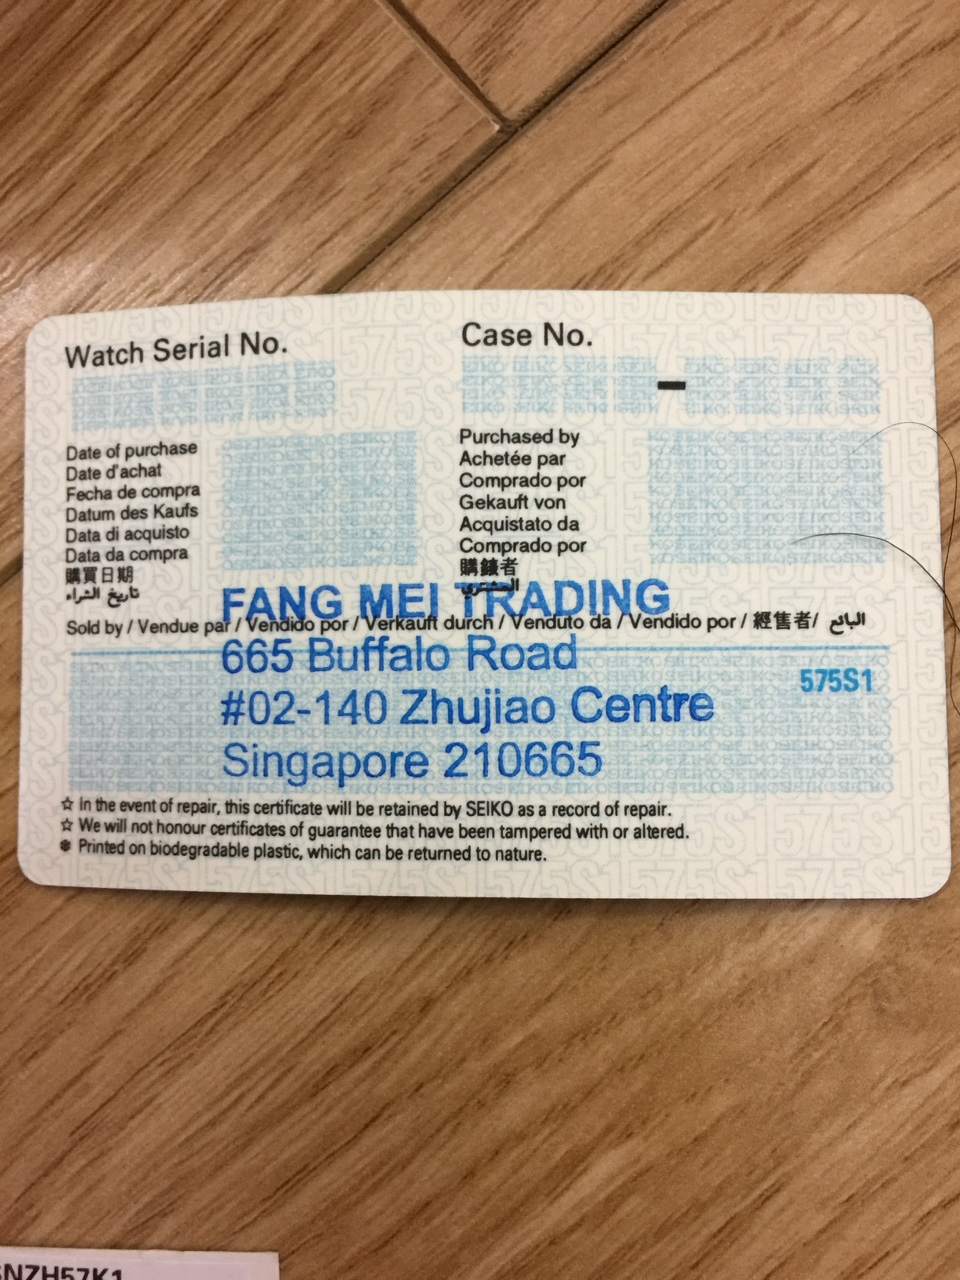 Watch Serial No.
Case No.
-
Date of purchase
Date d'achat
Fecha de compra
Datum des Kaufs
Data di acquisto
Data da compra
購買日期
تاريخ الشراء
Purchased by
Achetée par
Comprado por
Gekauft von
Acquistato da
Comprado por
購鑲者
المشتري
FANG MEI TRADING
Sold by / Vendue par / Vendido por / Verkauft durch / Venduto da / Vendido por / 經售者/ البائع
665 Buffalo Road
575S1
#02-140 Zhujiao Centre
Singapore 210665
☆ In the event of repair, this certificate will be retained by SEIKO as a record of repair.
☆ We will not honour certificates of guarantee that have been tampered with or altered.
❃ Printed on biodegradable plastic, which can be returned to nature.
SNZH57K1